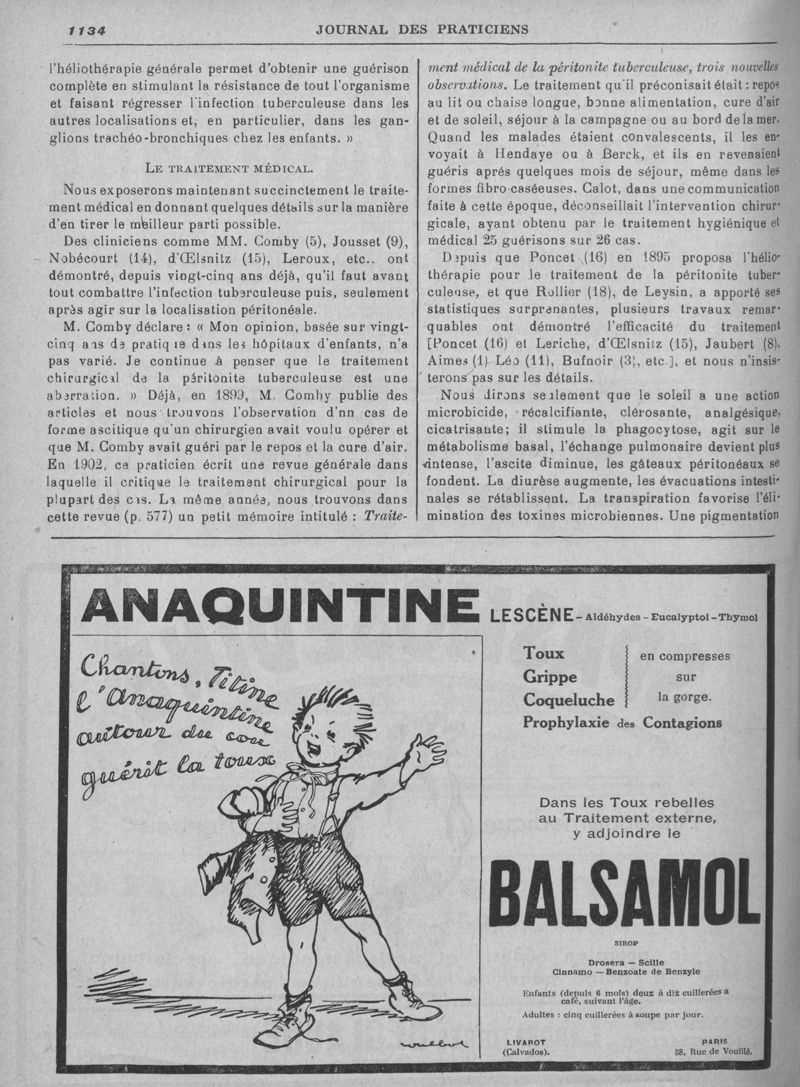 1134
JOURNAL DES PRATICIENS
l'héliothérapie générale permet d'obtenir une guérison
complète en stimulant la résistance de tout l'organisme
et faisant régresser l'infection tuberculeuse dans les
autres localisations et, en particulier, dans les gan-
glions trachéo-bronchiques chez les enfants. »
LE TRAITEMENT MÉDICAL.
Nous exposerons maintenant succinctement le traite-
ment médical en donnant quelques détails sur la manière
d'en tirer le meilleur parti possible.
Des cliniciens comme MM. Comby (5), Jousset (9),
Nobécourt (14), d'Œlsnitz (15), Leroux, etc., ont
démontré, depuis vingt-cinq ans déjà, qu'il faut avant
tout combattre l'infection tuberculeuse puis, seulement
après agir sur la localisation péritonéale.
M. Comby déclare : « Mon opinion, basée sur vingt-
cinq ans de pratique dans les hôpitaux d'enfants, n'a
pas varié. Je continue à penser que le traitement
chirurgical de la péritonite tuberculeuse est une
aberration. » Déjà, en 1899, M. Comby publie des
articles et nous trouvons l'observation d'nn cas de
forme ascitique qu'un chirurgien avait voulu opérer et
que M. Comby avait guéri par le repos et la cure d'air.
En 1902, ce praticien écrit une revue générale dans
laquelle il critique le traitement chirurgical pour la
plupart des cas. La même année, nous trouvons dans
cette revue (p. 577) un petit mémoire intitulé : Traite-
ment médical de la péritonite tuberculeuse, trois nouvelles
observations. Le traitement qu'il préconisait était : repos
au lit ou chaise longue, bonne alimentation, cure d'air
et de soleil, séjour à la campagne ou au bord de la mer.
Quand les malades étaient convalescents, il les en-
voyait à Hendaye ou à Berck, et ils en revenaient
guéris aprés quelques mois de séjour, même dans les
formes fibro-caséeuses. Calot, dans une communication
faite à cette époque, déconseillait l'intervention chirur-
gicale, ayant obtenu par le traitement hygiénique et
médical 25 guérisons sur 26 cas.
Depuis que Poncet (16) en 1895 proposa l'hélio-
thérapie pour le traitement de la péritonite tuber-
culeuse, et que Rollier (18), de Leysin, a apporté ses
statistiques surprenantes, plusieurs travaux remar-
quables ont démontré l'efficacité du traitement
[Poncet (16) et Leriche, d'Œlsnitz (15), Jaubert (8),
Aimes (1) Léo (11), Bufnoir (3), etc.], et nous n'insis-
terons pas sur les détails.
Nous dirons seulement que le soleil a une action
microbicide, récalcifiante, clérosante, analgésique,
cicatrisante; il stimule la phagocytose, agit sur le
métabolisme basal, l'échange pulmonaire devient plus
intense, l'ascite diminue, les gâteaux péritonéaux se
fondent. La diurèse augmente, les évacuations intesti-
nales se rétablissent. La transpiration favorise l'éli-
mination des toxines microbiennes. Une pigmentation
ANAQUINTINE LESCÈNE - Aldéhydes - Eucalyptol - Thymol
Chantons, Titine
l'Anaquintine
autour du cou
guérit la toux
Toux
Grippe
Coqueluche
en compresses
sur
la gorge.
Prophylaxie des Contagions
Dans les Toux rebelles
au Traitement externe,
y adjoindre le
BALSAMOL
SIROP
Drosera — Scille
Cinnamo — Benzoate de Benzyle
Enfants (depuis 6 mois) deux à dix cuillerées a
café, suivant l'âge.
Adultes : cinq cuillerées à soupe par jour.
LIVAROT
(Calvados).
PARIS
58, Rue de Vouillé.